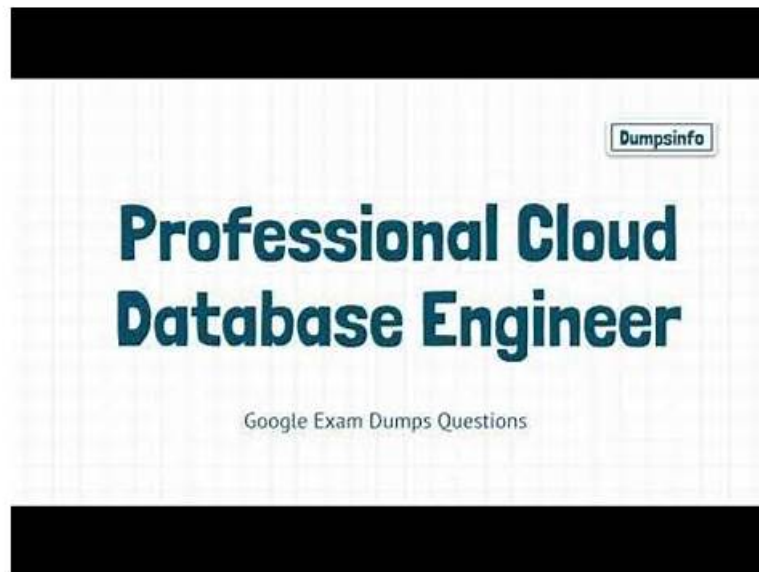 Dumpsinfo
Professional Cloud
Database Engineer
Google Exam Dumps Questions